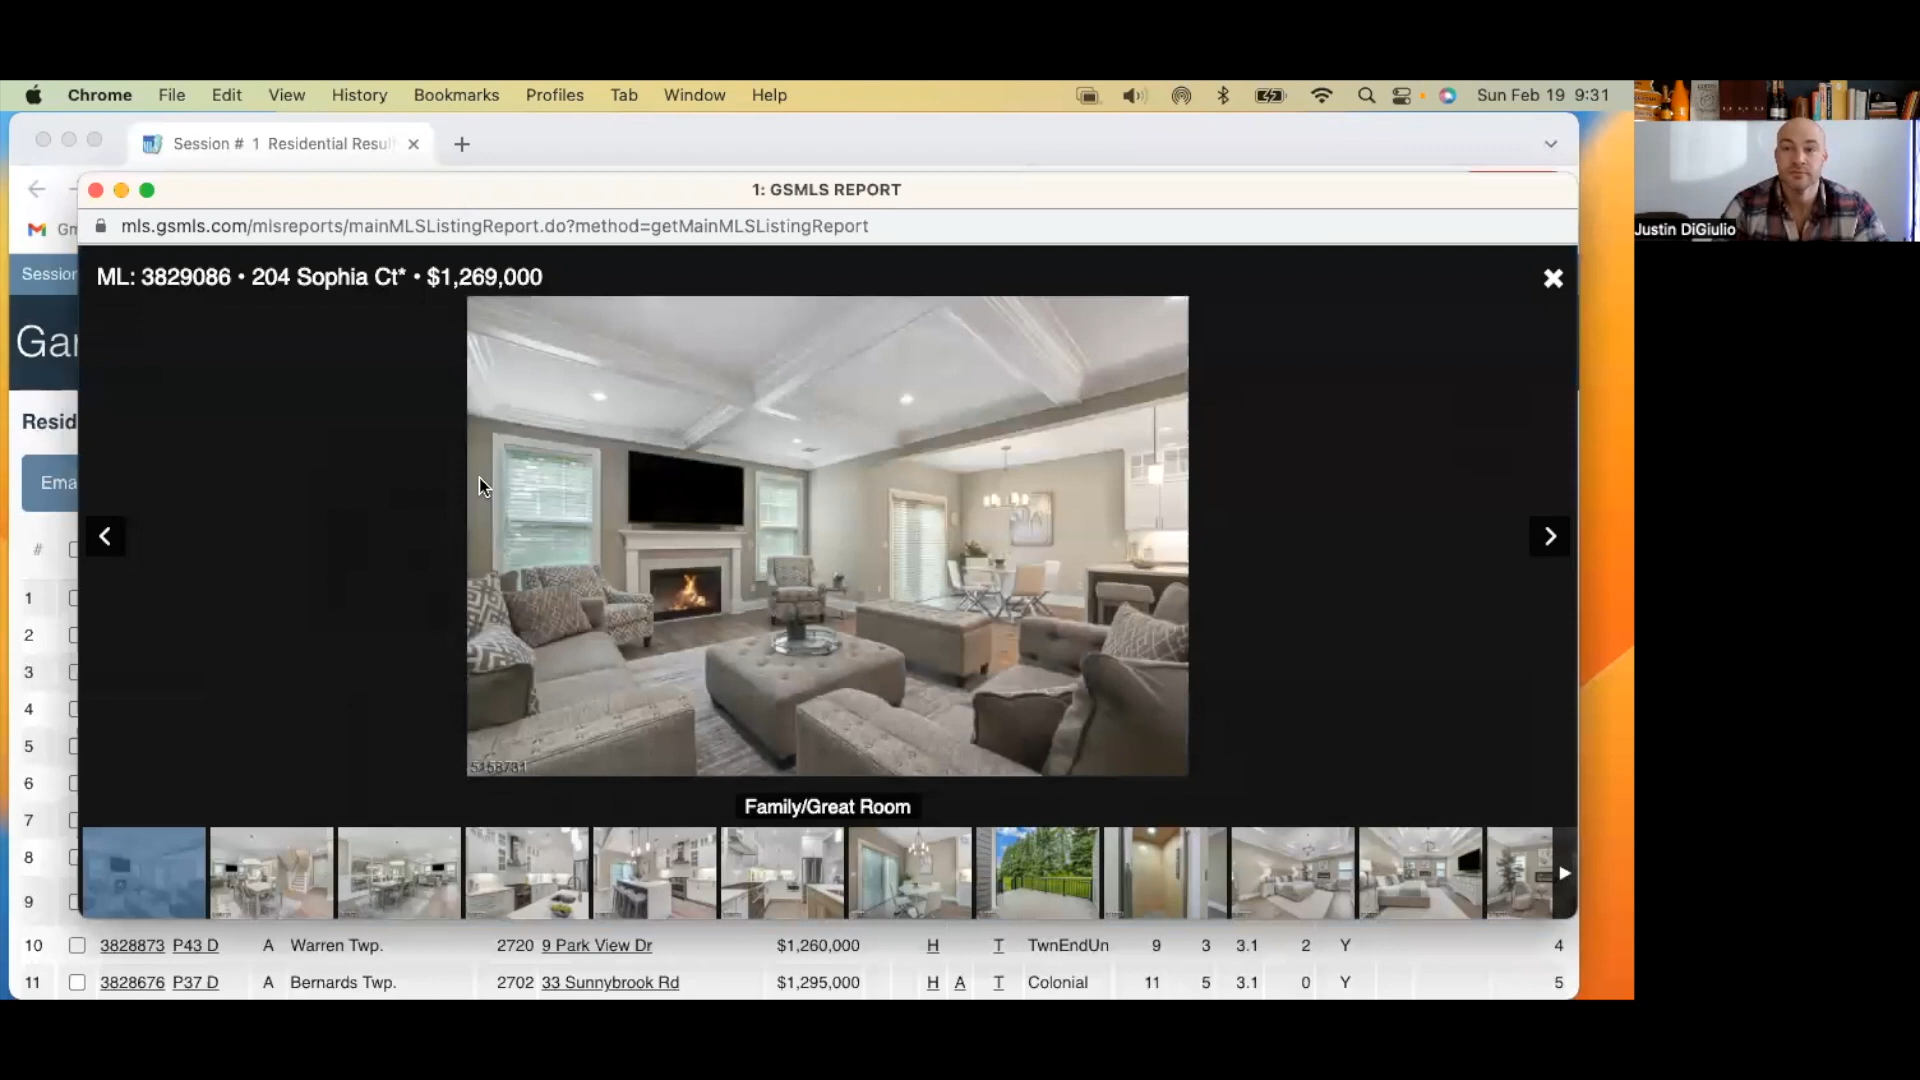 Chrome File Edit View History Bookmarks Profiles Tab Window Help Sun Feb 19 9:31
Session # 1 Residential Resul
1: GSMLS REPORT
mls.gsmls.com/mlsreports/mainMLSListingReport.do?method=getMainMLSListingReport
Gm
Justin DiGiulio
Session
ML: 3829086 • 204 Sophia Ct* • $1,269,000
Gar
Resid
Emai
#
1
2
3
4
5
6
7
8
9
5158731
Family/Great Room
10 3828873 P43 D A Warren Twp. 2720 9 Park View Dr $1,260,000 H T TwnEndUn 9 3 3.1 2 Y 4
11 3828676 P37 D A Bernards Twp. 2702 33 Sunnybrook Rd $1,295,000 H A T Colonial 11 5 3.1 0 Y 5